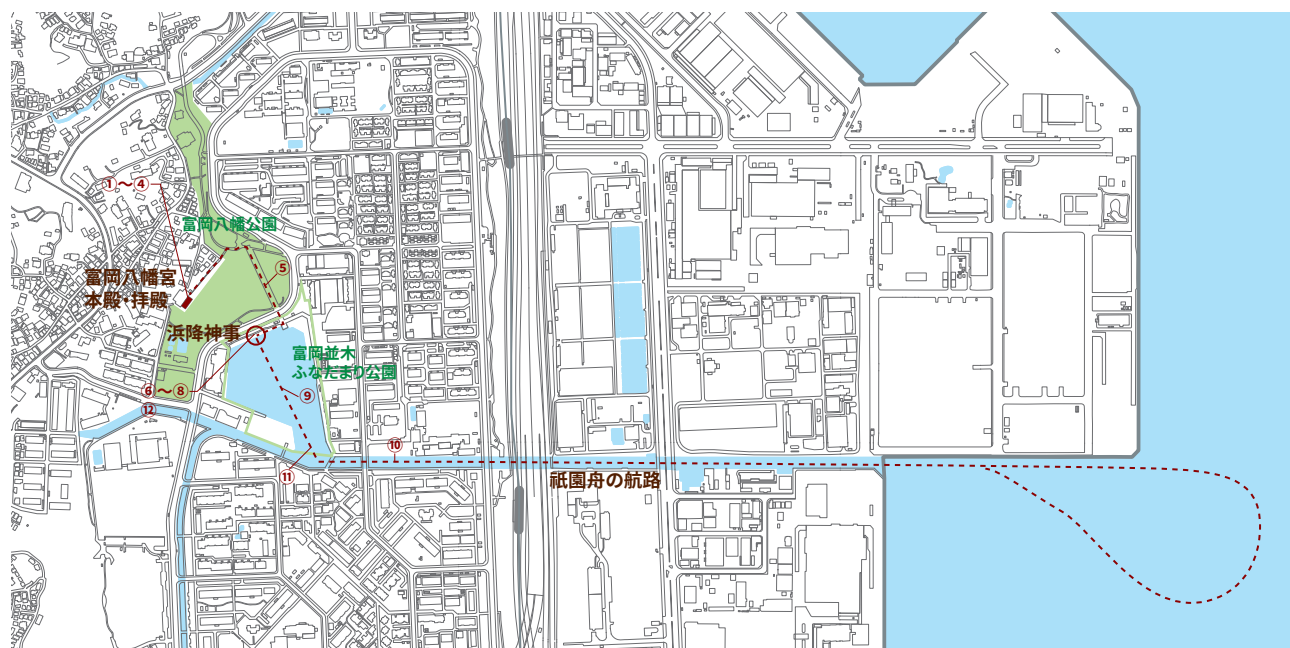 ①～④
富岡八幡公園
⑤
富岡八幡宮
本殿・拝殿
浜降神事
富岡並木
ふなだまり公園
⑥～⑧
⑨
⑫
⑩
⑪
祇園舟の航路